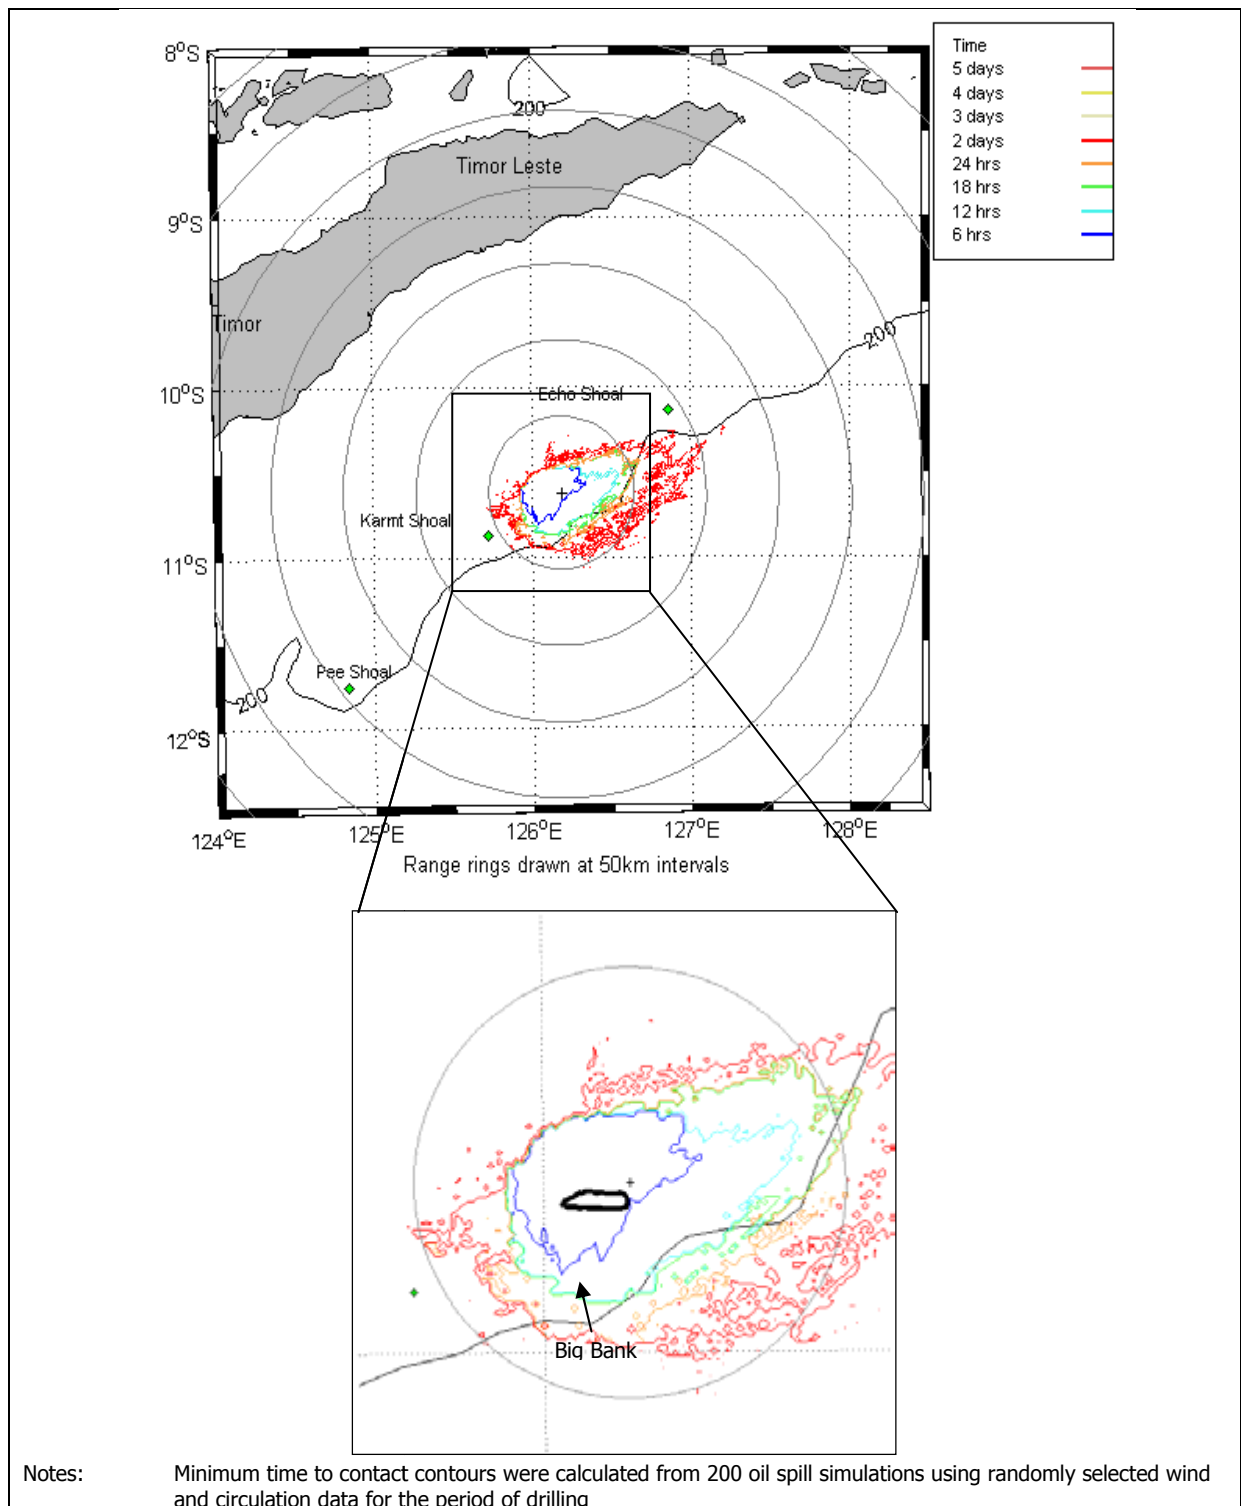 Time
5 days
4 days
3 days
2 days
24 hrs
18 hrs
12 hrs
6 hrs
8°S
200
Timor Leste
9°S
Timor
200
10°S
Echo Shoal
Karmt Shoal
11°S
Pee Shoal
200
12°S
124°E
125°E
126°E
127°E
128°E
Range rings drawn at 50km intervals
Big Bank
Notes: Minimum time to contact contours were calculated from 200 oil spill simulations using randomly selected wind
and circulation data for the period of drilling